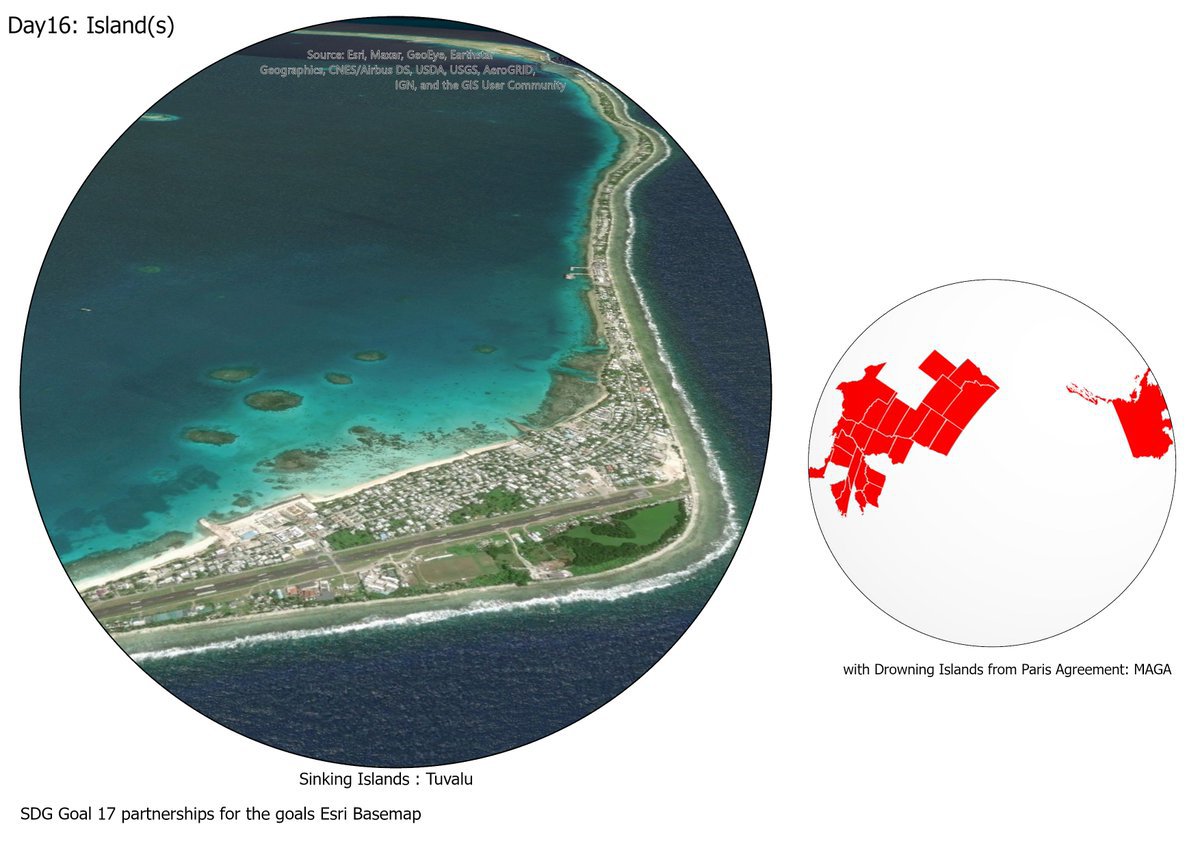 Day16: Island(s)
Source: Esri, Maxar, GeoEye, Earthstar
Geographics, CNES/Airbus DS, USDA, USGS, AeroGRID,
IGN, and the GIS User Community
with Drowning Islands from Paris Agreement: MAGA
Sinking Islands : Tuvalu
SDG Goal 17 partnerships for the goals Esri Basemap